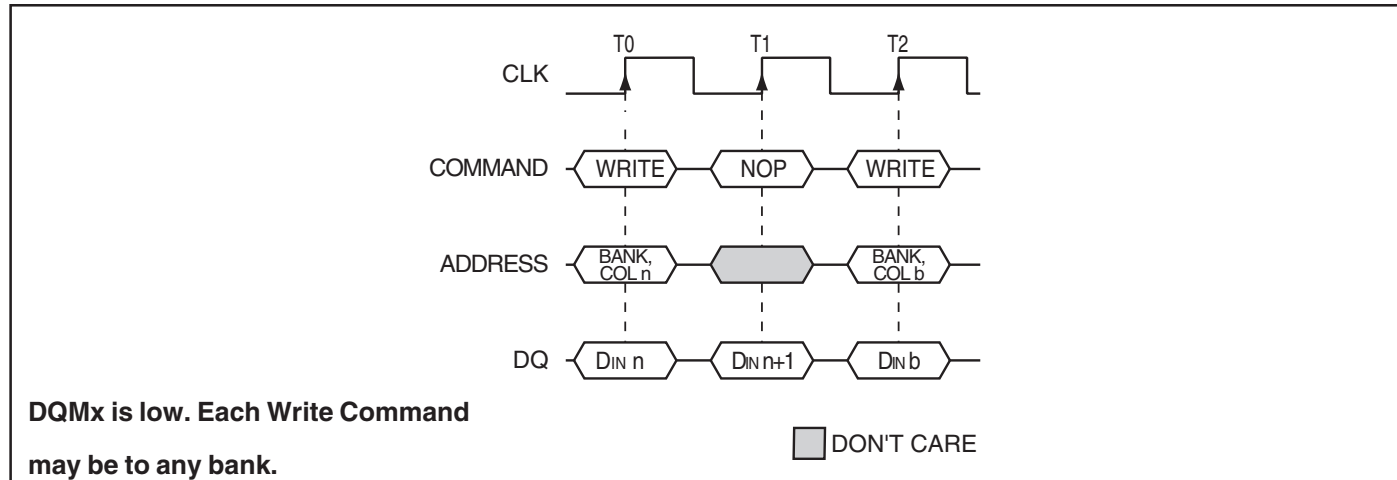 T0 T1 T2
CLK
COMMAND WRITE NOP WRITE
ADDRESS BANK, COL n BANK, COL b
DQ DIN n DIN n+1 DIN b
DQMx is low. Each Write Command
may be to any bank.
DON'T CARE